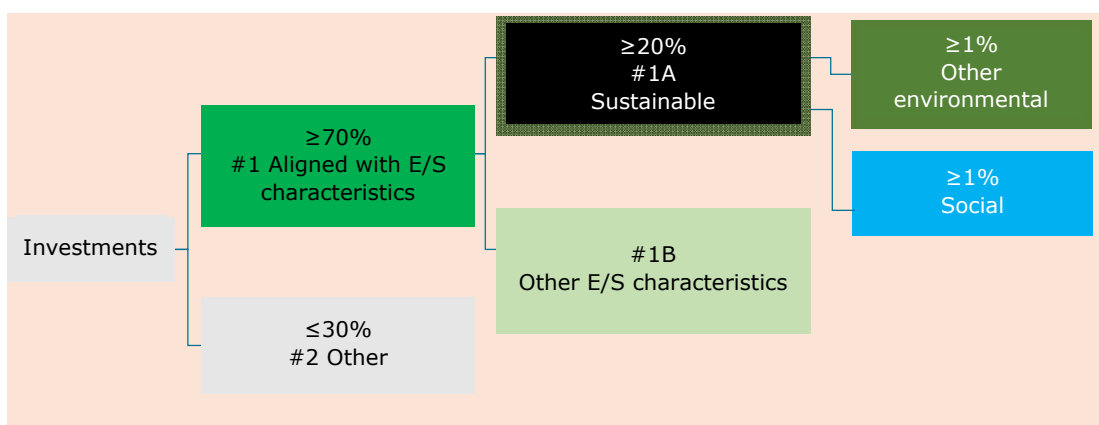 Investments
≥70%
#1 Aligned with E/S
characteristics
≤30%
#2 Other
≥20%
#1A
Sustainable
#1B
Other E/S characteristics
≥1%
Other
environmental
≥1%
Social